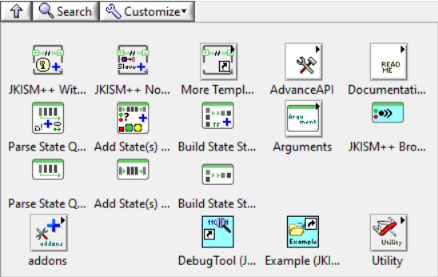 Search Customize
READ ME
JKISM++ Wit... JKISM++ No... More Templ... AdvanceAPI Documentati...
Argu ment
Parse State Q... Add State(s) ... Build State St... Arguments JKISM++ Bro...
Parse State Q... Add State(s) ... Build State St...
addons Example Utility
addons DebugTool (J... Example (JKI... Utility